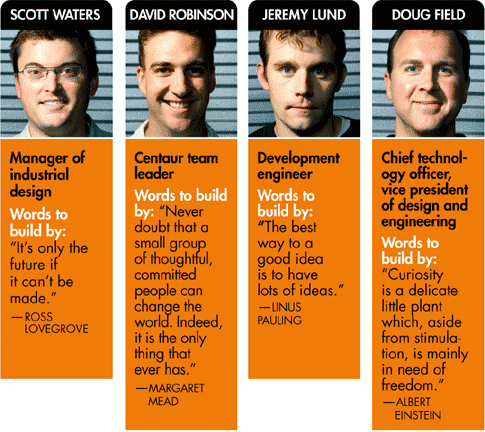 SCOTT WATERS
Manager of
industrial
design
Words to
build by:
“It’s only the
future if
it can’t be
made.”
—ROSS
LOVEGROVE
DAVID ROBINSON
Centaur team
leader
Words to build
by: “Never
doubt that a
small group
of thoughtful,
committed
people can
change the
world. Indeed,
it is the only
thing that
ever has.”
—MARGARET
MEAD
JEREMY LUND
Development
engineer
Words to
build by:
“The best
way to a
good idea
is to have
lots of ideas.”
—LINUS
PAULING
DOUG FIELD
Chief technol-
ogy officer,
vice president
of design and
engineering
Words to
build by:
“Curiosity
is a delicate
little plant
which, aside
from stimula-
tion, is mainly
in need of
freedom.”
—ALBERT
EINSTEIN